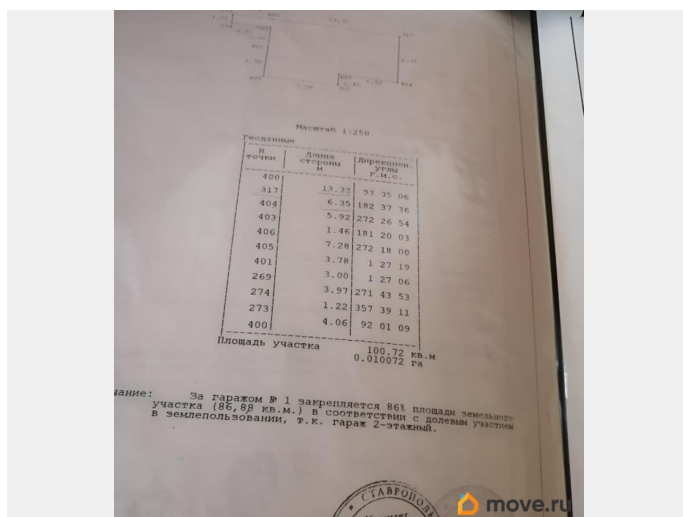 Масштаб 1:250
Геоданные
N точки | Длина стороны м | Дирекцион. углы г.м.с.
400
317 | 13.32 | 93 05 06
404 | 6.35 | 182 37 36
403 | 5.92 | 272 26 54
406 | 1.46 | 181 20 03
405 | 7.28 | 272 18 00
401 | 3.78 | 1 27 19
269 | 3.00 | 1 27 06
274 | 3.97 | 271 43 53
273 | 1.22 | 357 39 11
400 | 4.06 | 92 01 09
Площадь участка 100.72 кв.м
0.010072 га
чание: За гаражом № 1 закрепляется 86% площади земельного
участка (86,88 кв.м.) в соответствии с долевым участием
в землепользовании, т.к. гараж 2-этажный.
СТАВРОПОЛЬ
move.ru